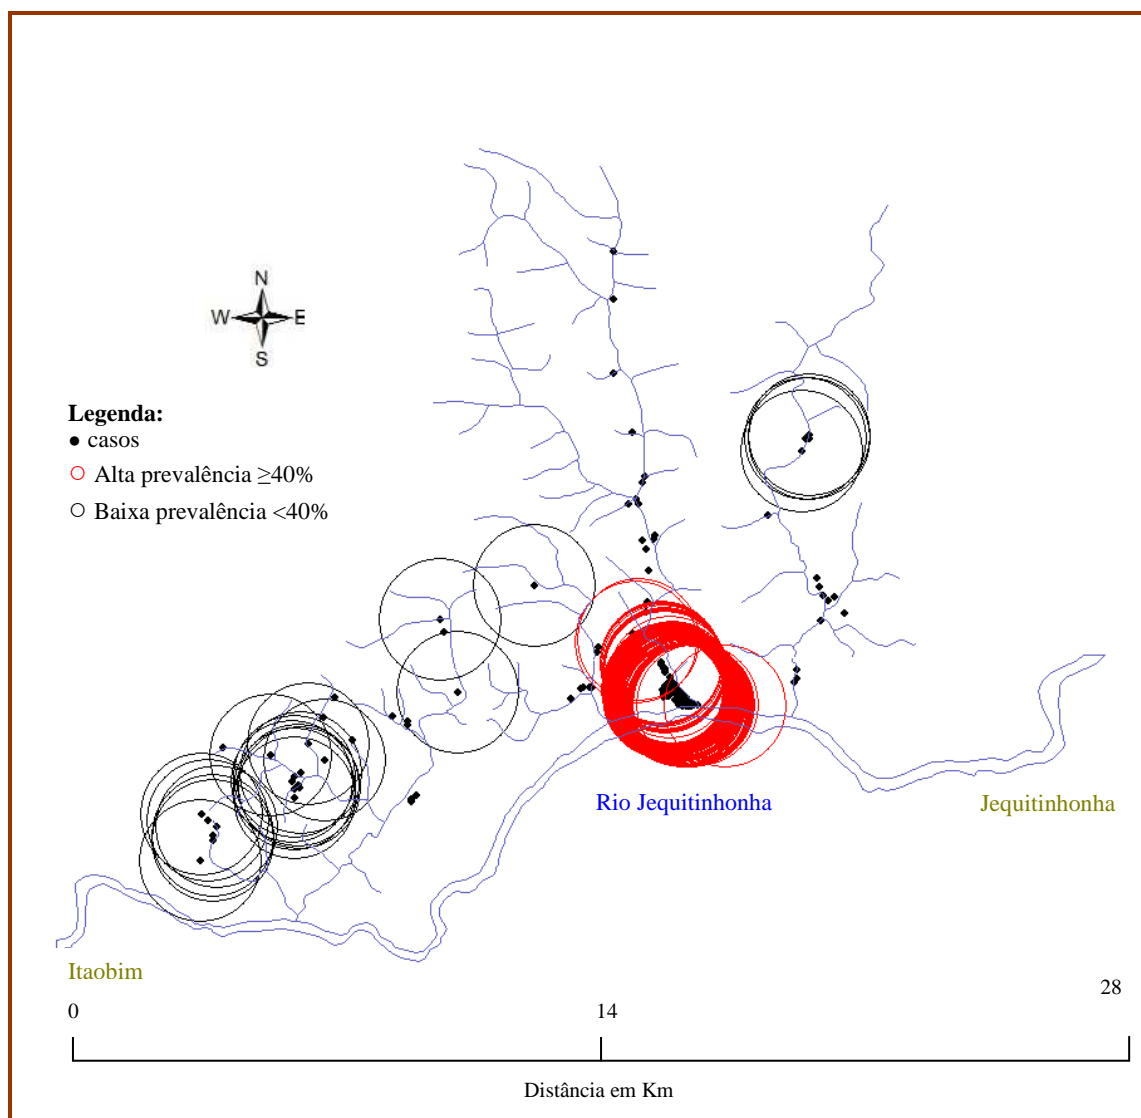 N
W E
S
Legenda:
● casos
○ Alta prevalência ≥40%
○ Baixa prevalência <40%
Rio Jequitinhonha
Jequitinhonha
Itaobim
0 14 28
Distância em Km